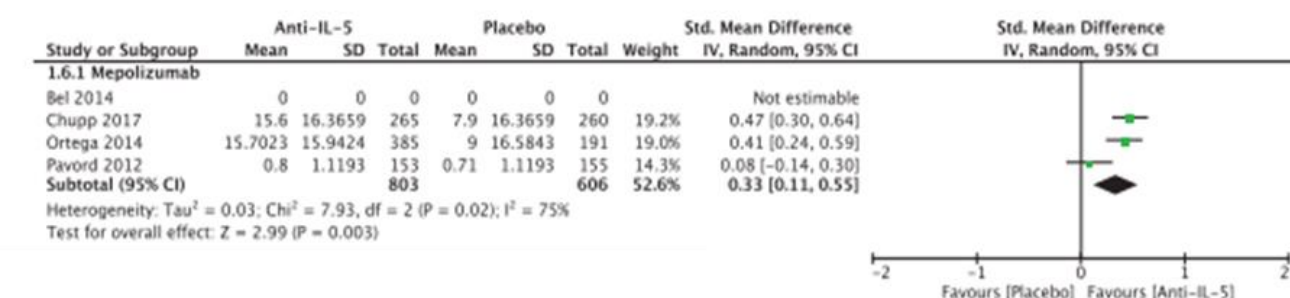 Anti-IL-5 Placebo Std. Mean Difference Std. Mean Difference
Study or Subgroup Mean SD Total Mean SD Total Weight IV, Random, 95% CI IV, Random, 95% CI
1.6.1 Mepolizumab
Bel 2014 0 0 0 0 0 0 Not estimable
Chupp 2017 15.6 16.3659 265 7.9 16.3659 260 19.2% 0.47 [0.30, 0.64]
Ortega 2014 15.7023 15.9424 385 9 16.5843 191 19.0% 0.41 [0.24, 0.59]
Pavord 2012 0.8 1.1193 153 0.71 1.1193 155 14.3% 0.08 [-0.14, 0.30]
Subtotal (95% CI) 803 606 52.6% 0.33 [0.11, 0.55]
Heterogeneity: Tau² = 0.03; Chi² = 7.93, df = 2 (P = 0.02); I² = 75%
Test for overall effect: Z = 2.99 (P = 0.003)
-2 -1 0 1 2
Favours [Placebo] Favours [Anti-IL-5]